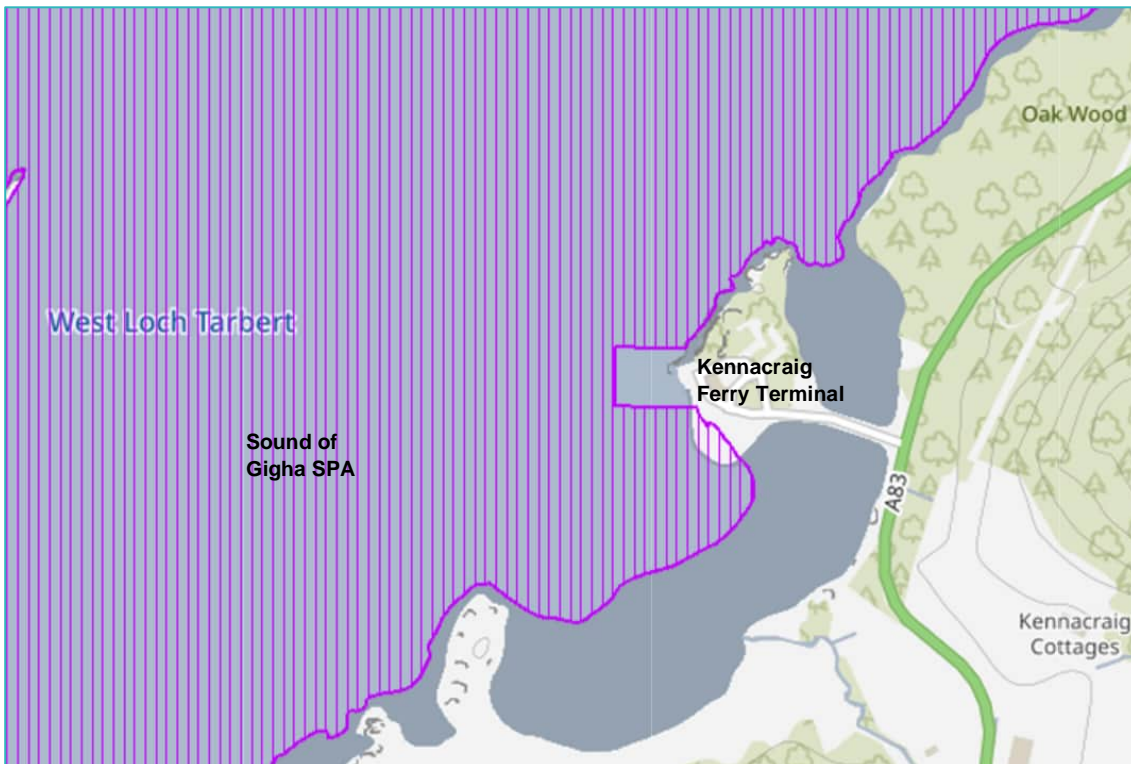 Oak Wood
West Loch Tarbert
Kennacraig
Ferry Terminal
Sound of
Gigha SPA
A83
Kennacraig
Cottages